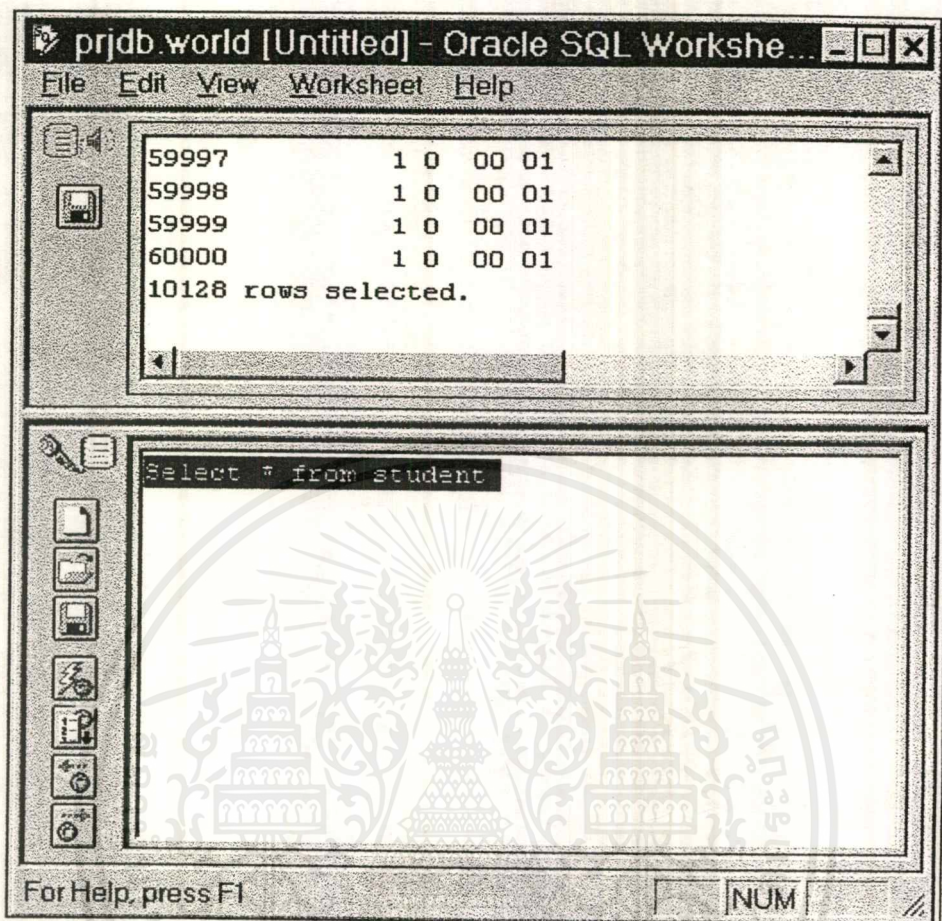 prjdb.world [Untitled] - Oracle SQL Workshe...
File Edit View Worksheet Help
59997 1 0 00 01
59998 1 0 00 01
59999 1 0 00 01
60000 1 0 00 01
10128 rows selected.
Select * from student
For Help, press F1
NUM